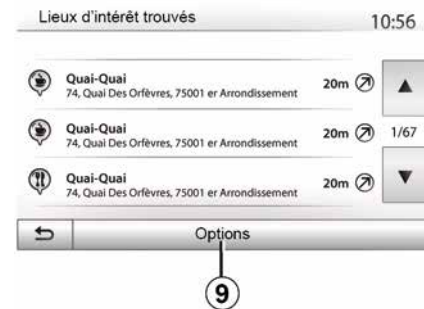 Lieux d'intérêt trouvés 10:56
Quai-Quai
74, Quai Des Orfèvres, 75001 er Arrondissement 20m
Quai-Quai
74, Quai Des Orfèvres, 75001 er Arrondissement 20m 1/67
Quai-Quai
74, Quai Des Orfèvres, 75001 er Arrondissement 20m
Options
9